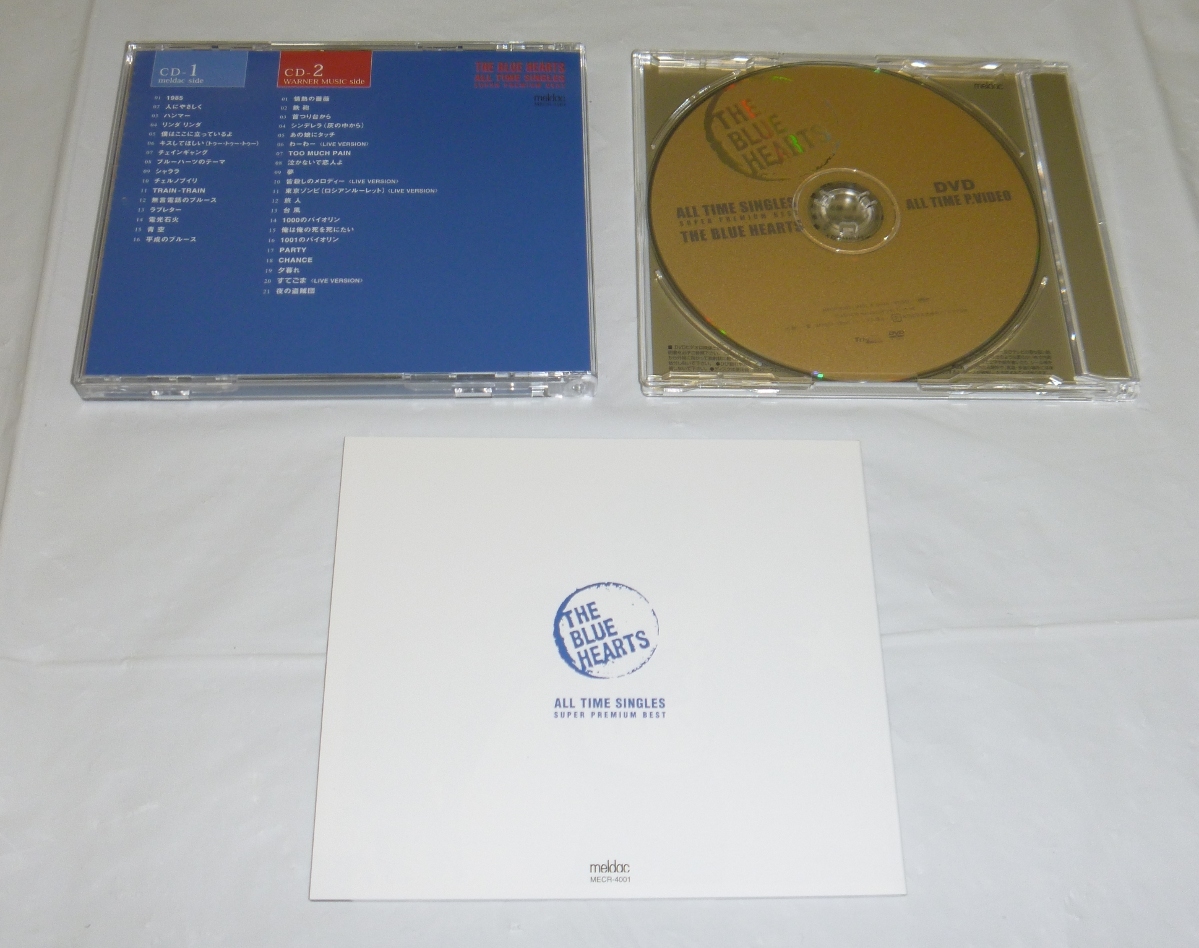 CD-1
meldac side
01 1985
02 人にやさしく
03 ハンマー
04 リンダ リンダ
05 僕はここに立っているよ
06 キスしてほしい(トゥー・トゥー・トゥー)
07 チェインギャング
08 ブルーハーツのテーマ
09 シャララ
10 チェルノブイリ
11 TRAIN-TRAIN
12 無言電話のブルース
13 ラブレター
14 電光石火
15 青空
16 平成のブルース
CD-2
WARNER MUSIC side
01 情熱の薔薇
02 鉄砲
03 首つり台から
04 シンデレラ(灰の中から)
05 あの娘にタッチ
06 わーわー〈LIVE VERSION〉
07 TOO MUCH PAIN
08 泣かないで恋人よ
09 夢
10 皆殺しのメロディー〈LIVE VERSION〉
11 東京ゾンビ(ロシアンルーレット)〈LIVE VERSION〉
12 旅人
13 台風
14 1000のバイオリン
15 俺は俺の死を死にたい
16 1001のバイオリン
17 PARTY
18 CHANCE
19 夕暮れ
20 すてごま〈LIVE VERSION〉
21 夜の盗賊団
THE BLUE HEARTS
ALL TIME SINGLES
SUPER PREMIUM BEST
meldac
meldac
THE
BLUE
HEARTS
ALL TIME SINGLES
SUPER PREMIUM BEST
THE BLUE HEARTS
DVD
ALL TIME P.VIDEO
THE
BLUE
HEARTS
ALL TIME SINGLES
SUPER PREMIUM BEST
meldac
MECR-4001